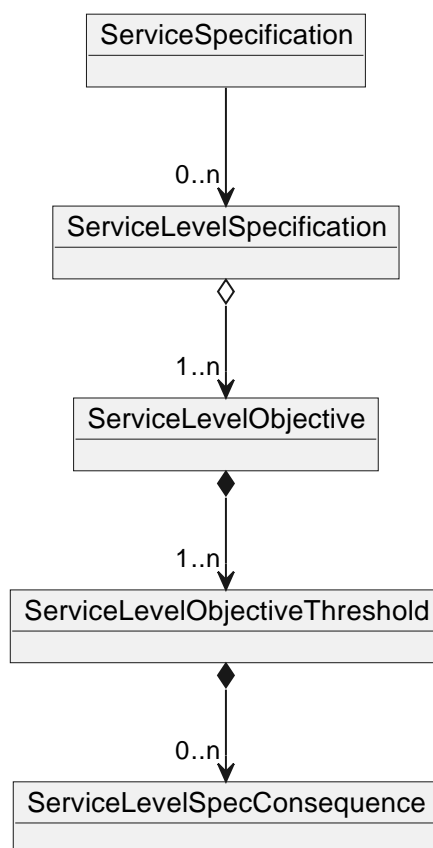 ServiceSpecification
0..n
ServiceLevelSpecification
1..n
ServiceLevelObjective
1..n
ServiceLevelObjectiveThreshold
0..n
ServiceLevelSpecConsequence